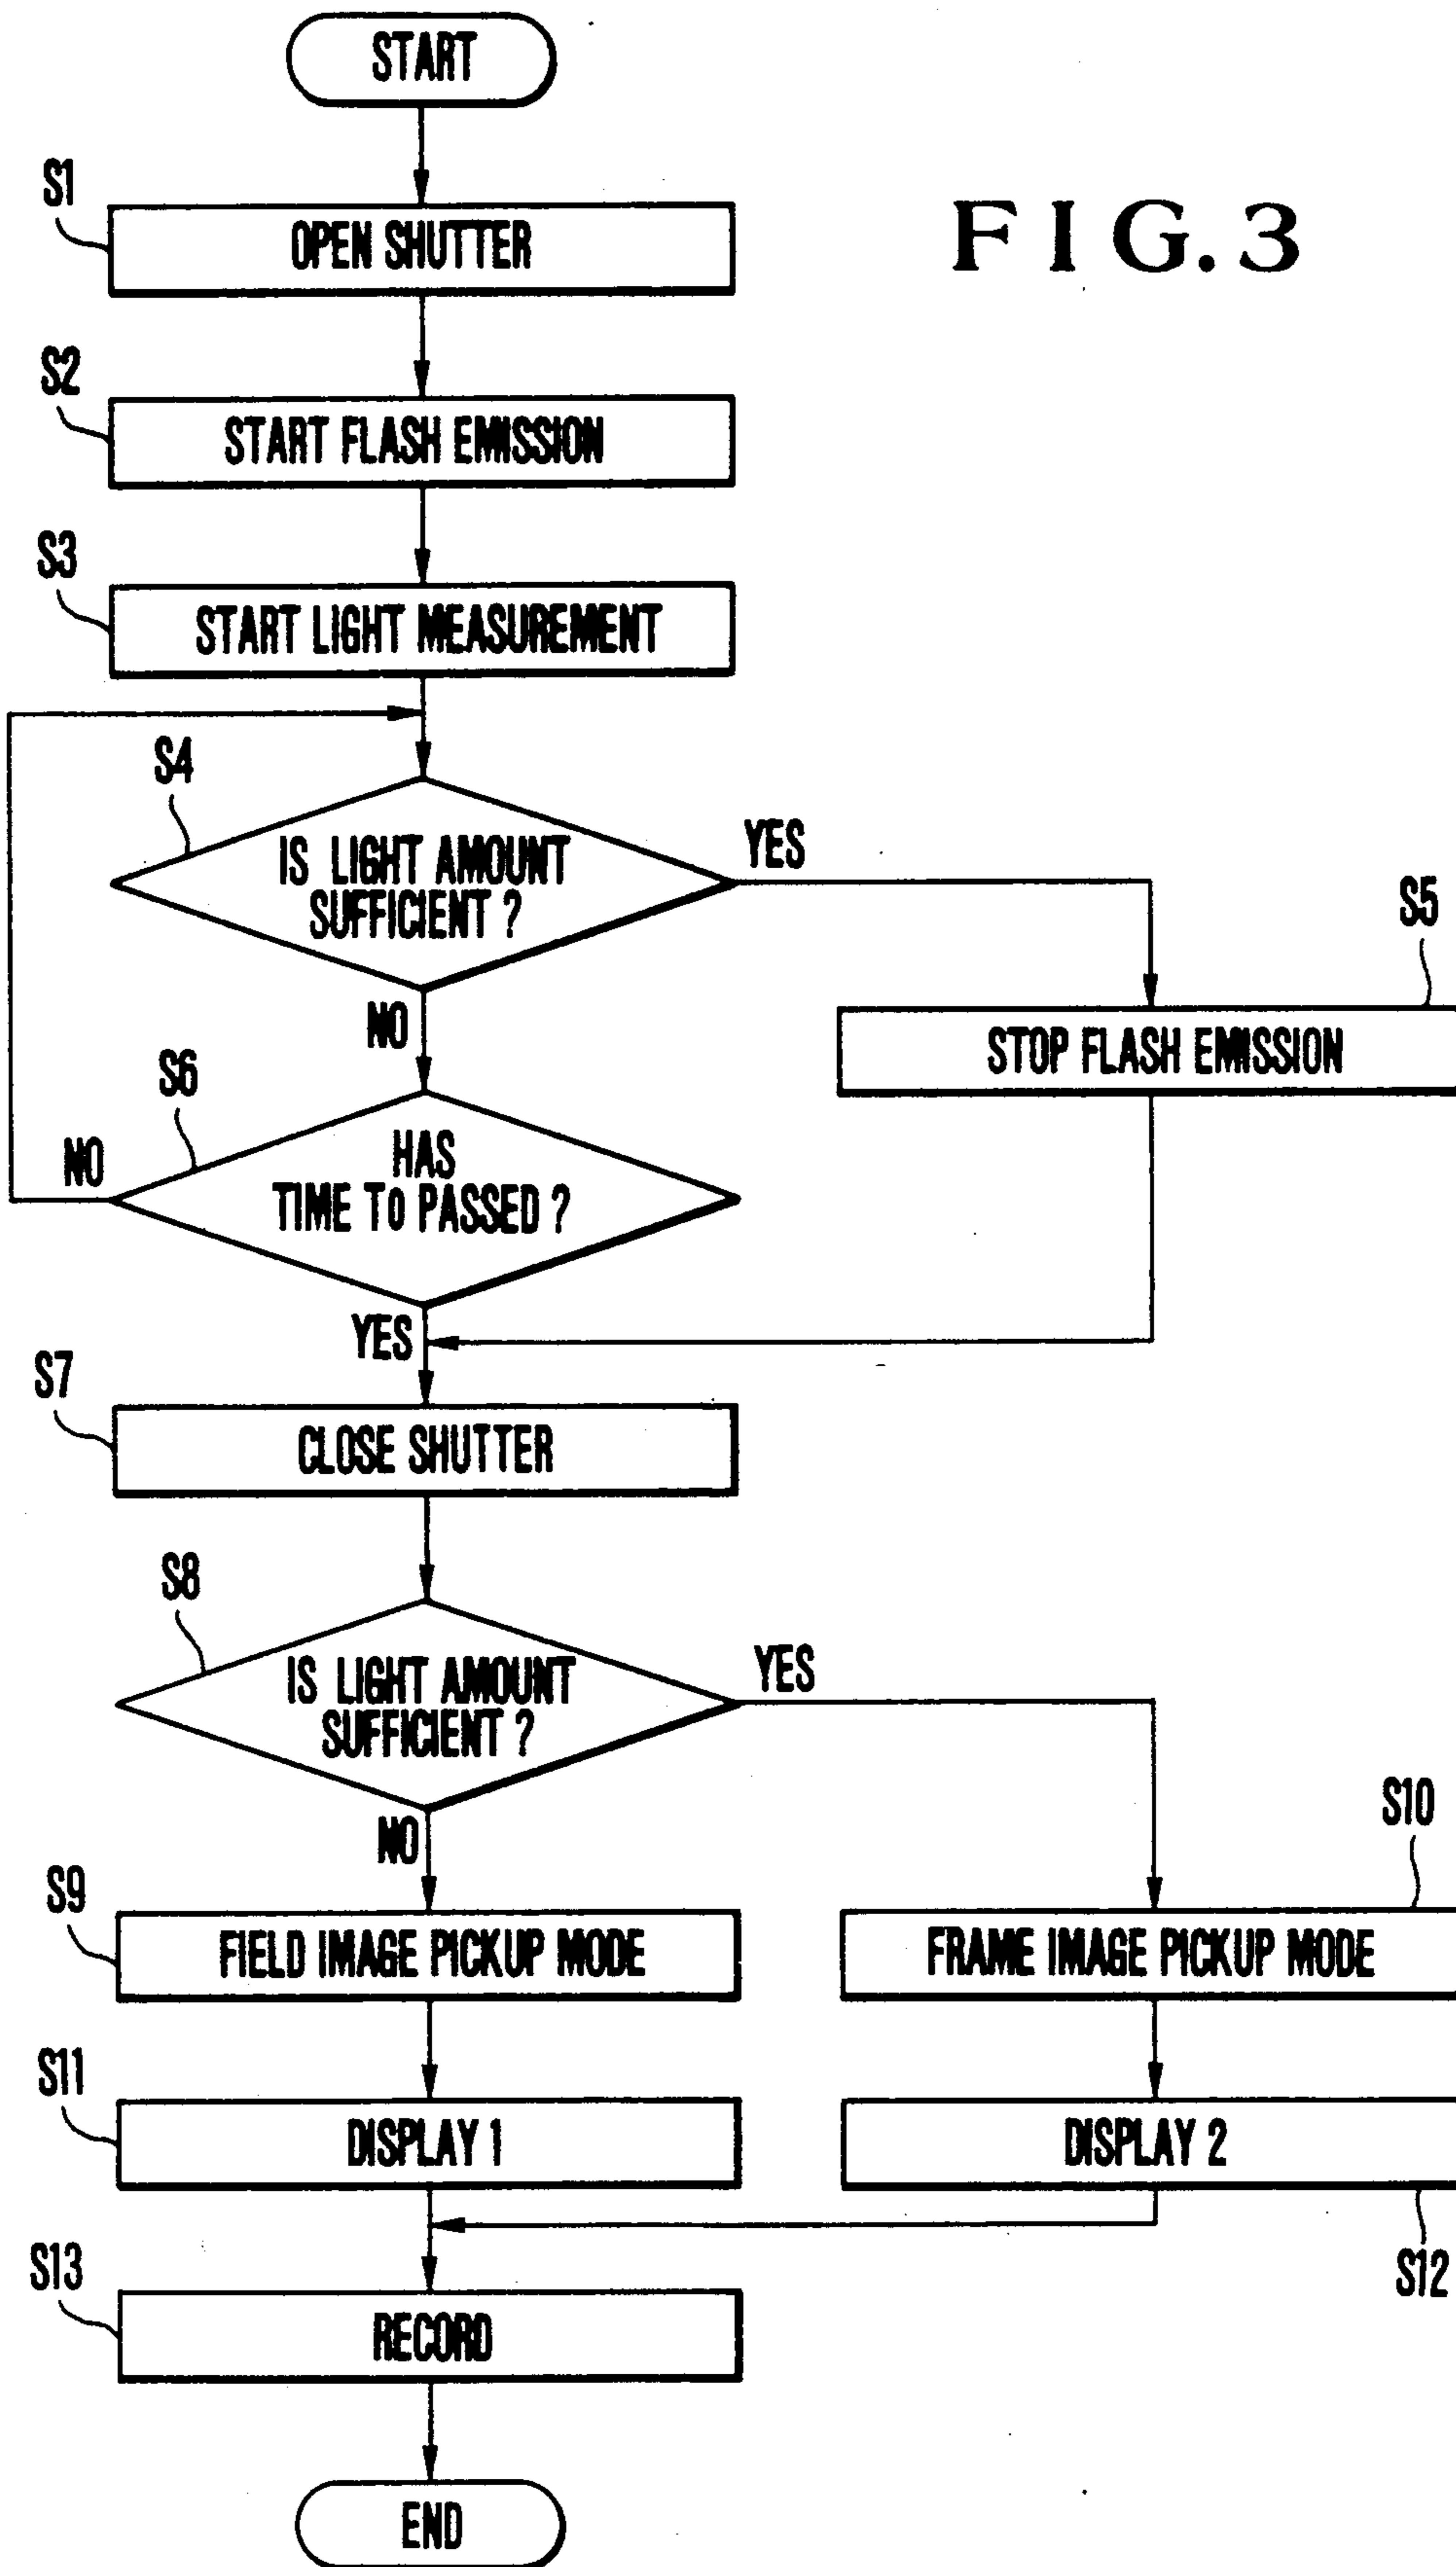 START
FIG. 3
S1
OPEN SHUTTER
S2
START FLASH EMISSION
S3
START LIGHT MEASUREMENT
S4
IS LIGHT AMOUNT
SUFFICIENT ?
YES
NO
S5
STOP FLASH EMISSION
S6
HAS
TIME T0 PASSED ?
NO
YES
S7
CLOSE SHUTTER
S8
IS LIGHT AMOUNT
SUFFICIENT ?
YES
NO
S9
FIELD IMAGE PICKUP MODE
S10
FRAME IMAGE PICKUP MODE
S11
DISPLAY 1
DISPLAY 2
S12
S13
RECORD
END